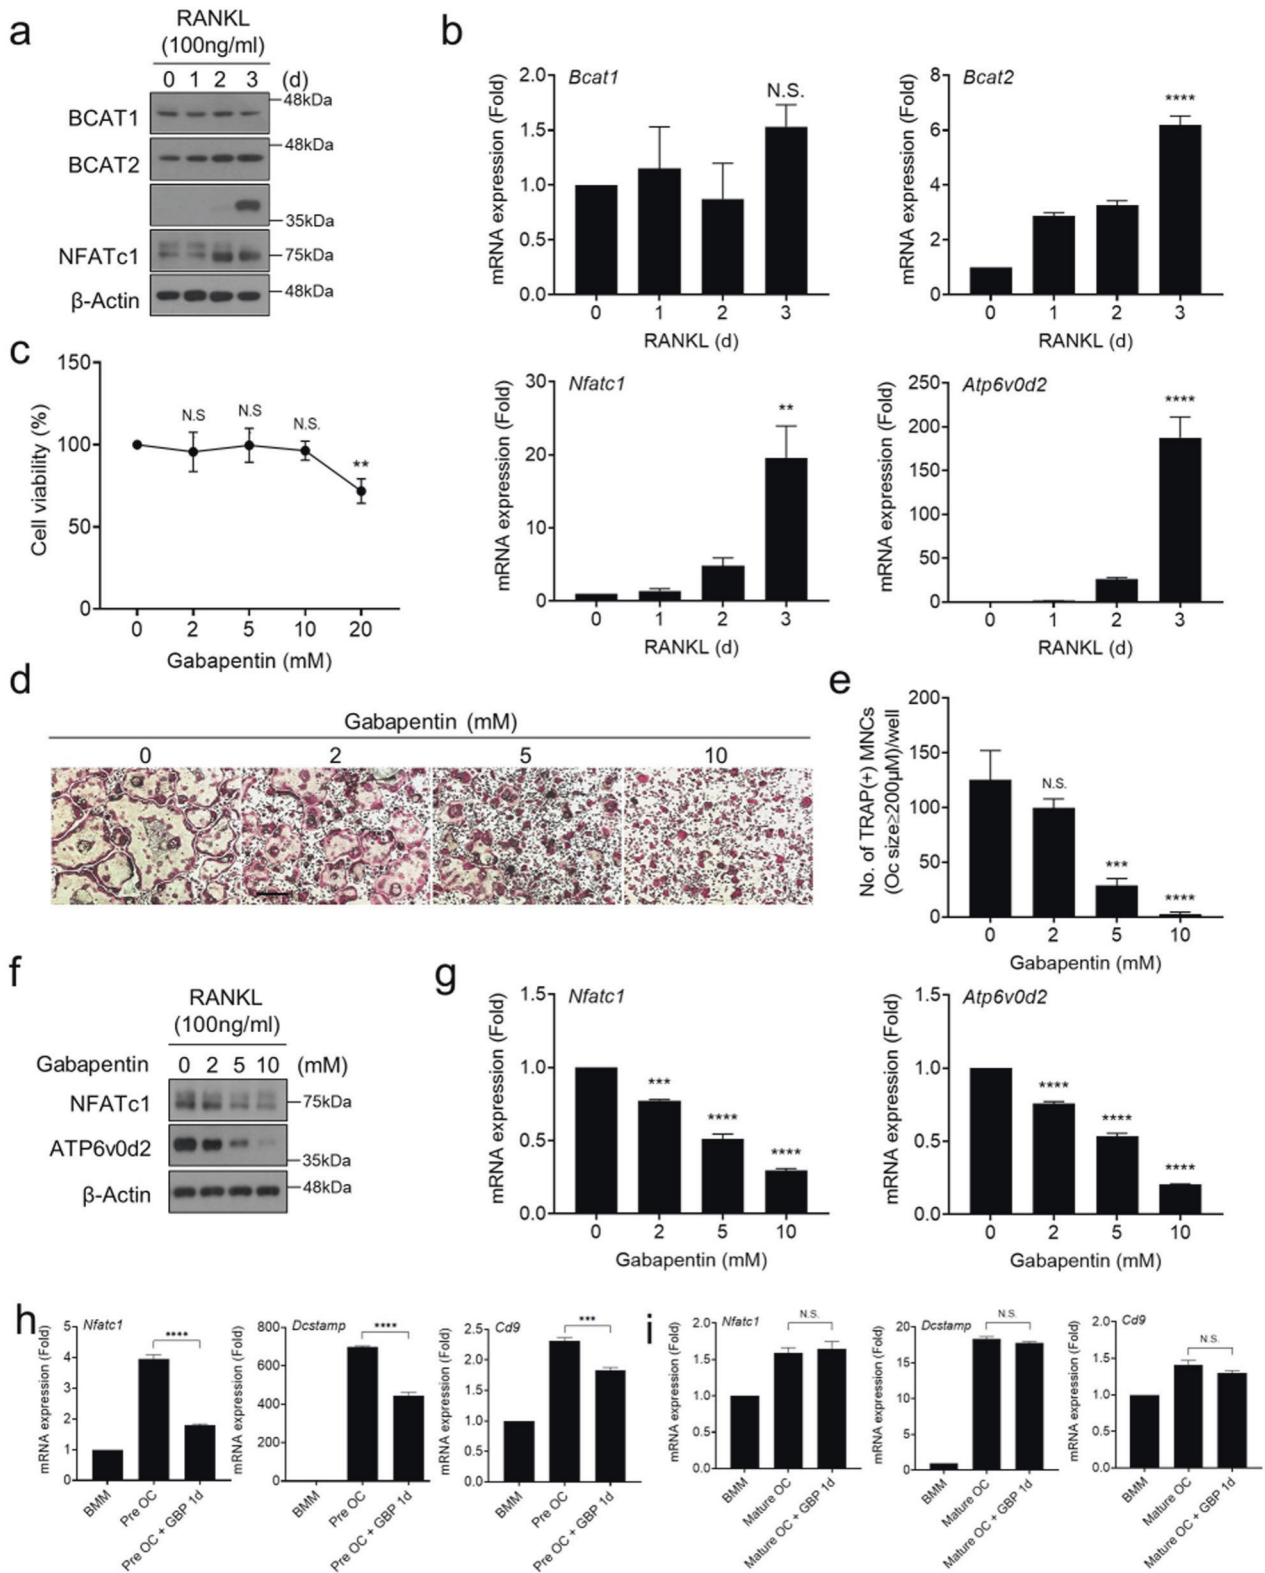 a
RANKL
(100ng/ml)
0 1 2 3 (d)
BCAT1
48kDa
BCAT2
48kDa
35kDa
NFATc1
75kDa
β-Actin
48kDa
b
Bcat1
mRNA expression (Fold)
2.0
1.5
1.0
0.5
0.0
N.S.
0 1 2 3
RANKL (d)
Bcat2
mRNA expression (Fold)
8
6
4
2
0
****
0 1 2 3
RANKL (d)
Nfatc1
mRNA expression (Fold)
30
20
10
0
**
0 1 2 3
RANKL (d)
Atp6v0d2
mRNA expression (Fold)
250
200
150
100
50
0
****
0 1 2 3
RANKL (d)
c
Cell viability (%)
150
100
50
0
N.S
N.S
N.S.
**
0 2 5 10 20
Gabapentin (mM)
d
Gabapentin (mM)
0 2 5 10
e
No. of TRAP(+) MNCs
(Oc size≥200µM)/well
200
150
100
50
0
N.S.
***
****
0 2 5 10
Gabapentin (mM)
f
RANKL
(100ng/ml)
Gabapentin 0 2 5 10 (mM)
NFATc1
75kDa
ATP6v0d2
35kDa
β-Actin
48kDa
g
Nfatc1
mRNA expression (Fold)
1.5
1.0
0.5
0.0
***
****
****
0 2 5 10
Gabapentin (mM)
Atp6v0d2
mRNA expression (Fold)
1.5
1.0
0.5
0.0
****
****
****
0 2 5 10
Gabapentin (mM)
h
Nfatc1
mRNA expression (Fold)
5
4
3
2
1
0
****
BMM
Pre OC
Pre OC + GBP 1d
Dcstamp
mRNA expression (Fold)
800
600
400
200
0
****
BMM
Pre OC
Pre OC + GBP 1d
Cd9
mRNA expression (Fold)
2.5
2.0
1.5
1.0
0.5
0.0
***
BMM
Pre OC
Pre OC + GBP 1d
i
Nfatc1
mRNA expression (Fold)
2.0
1.5
1.0
0.5
0.0
N.S.
BMM
Mature OC
Mature OC + GBP 1d
Dcstamp
mRNA expression (Fold)
20
15
10
5
0
N.S.
BMM
Mature OC
Mature OC + GBP 1d
Cd9
mRNA expression (Fold)
2.0
1.5
1.0
0.5
0.0
N.S.
BMM
Mature OC
Mature OC + GBP 1d